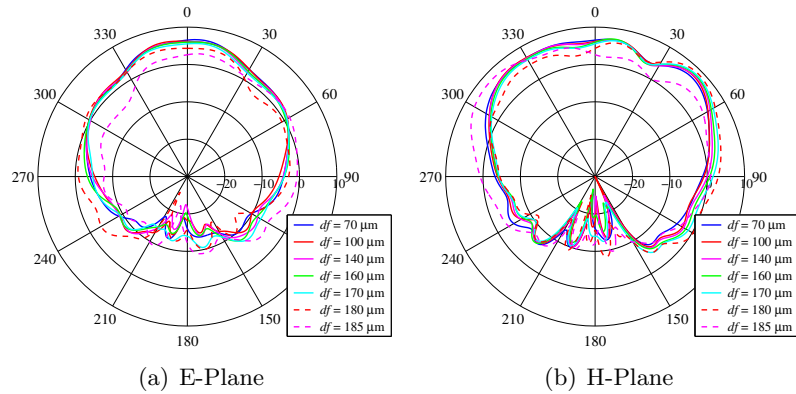 0
30
60
90
120
150
180
210
240
270
300
330
−20
−10
0
10
df = 70 µm
df = 100 µm
df = 140 µm
df = 160 µm
df = 170 µm
df = 180 µm
df = 185 µm
(a) E-Plane
0
30
60
90
150
180
210
240
270
300
330
−20
−10
0
10
df = 70 µm
df = 100 µm
df = 140 µm
df = 160 µm
df = 170 µm
df = 180 µm
df = 185 µm
(b) H-Plane